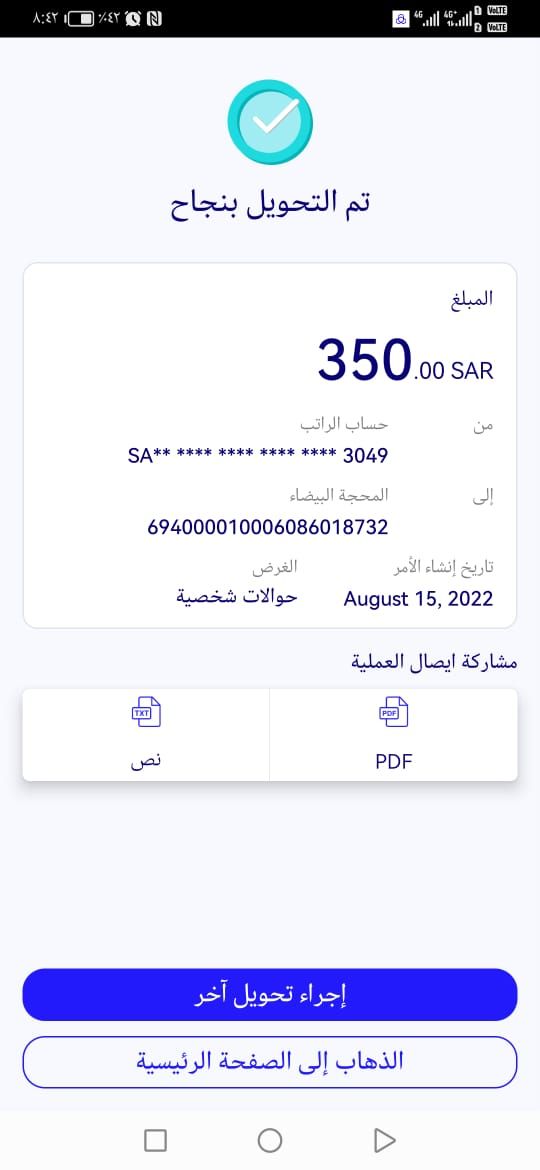 ٨:٤٢ ٪٤٢ 4G 4G+ 1 VoLTE 2 VoLTE
تم التحويل بنجاح
المبلغ
350.00 SAR
من حساب الراتب
SA** **** **** **** **** 3049
إلى المحجة البيضاء
694000010006086018732
تاريخ إنشاء الأمر الغرض
August 15, 2022 حوالات شخصية
مشاركة ايصال العملية
PDF TXT
PDF نص
إجراء تحويل آخر
الذهاب إلى الصفحة الرئيسية